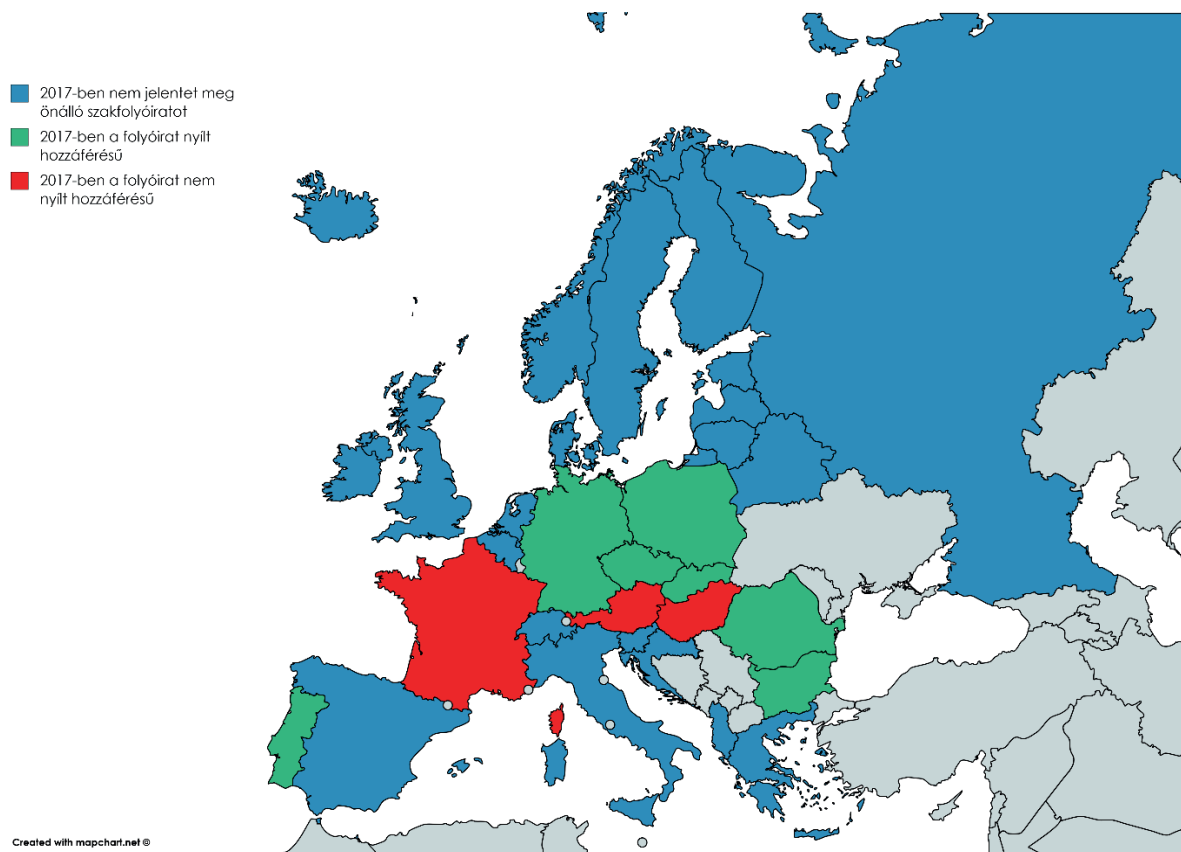 2017-ben nem jelentet meg
önálló szakfolyóiratot
2017-ben a folyóirat nyílt
hozzáférésű
2017-ben a folyóirat nem
nyílt hozzáférésű
Created with mapchart.net ©